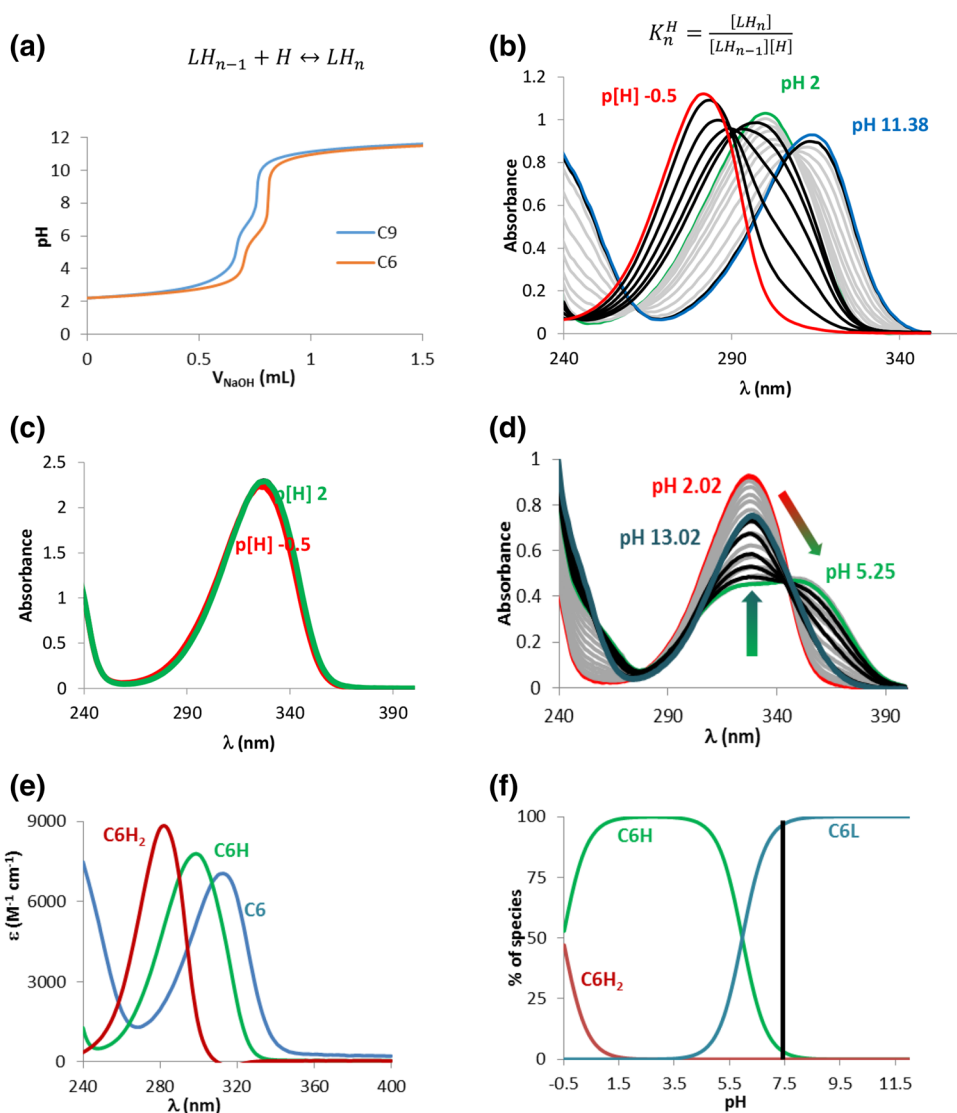 (a)
LHₙ₋₁ + H ↔ LHₙ
pH
12
10
8
6
4
2
0
C9
C6
0
0.5
1
1.5
V_NaOH (mL)
(b)
Kₙᴴ = [LHₙ] / [LHₙ₋₁][H]
Absorbance
1.2
1
0.8
0.6
0.4
0.2
0
p[H] -0.5
pH 2
pH 11.38
240
290
340
λ (nm)
(c)
Absorbance
2.5
2
1.5
1
0.5
0
p[H] 2
p[H] -0.5
240
290
340
390
λ (nm)
(d)
Absorbance
1
0.8
0.6
0.4
0.2
0
pH 2.02
pH 13.02
pH 5.25
240
290
340
390
λ (nm)
(e)
ε (M⁻¹ cm⁻¹)
9000
6000
3000
0
C6H₂
C6H
C6
240
280
320
360
400
λ (nm)
(f)
% of species
100
75
50
25
0
C6H
C6L
C6H₂
-0.5
1.5
3.5
5.5
7.5
9.5
11.5
pH